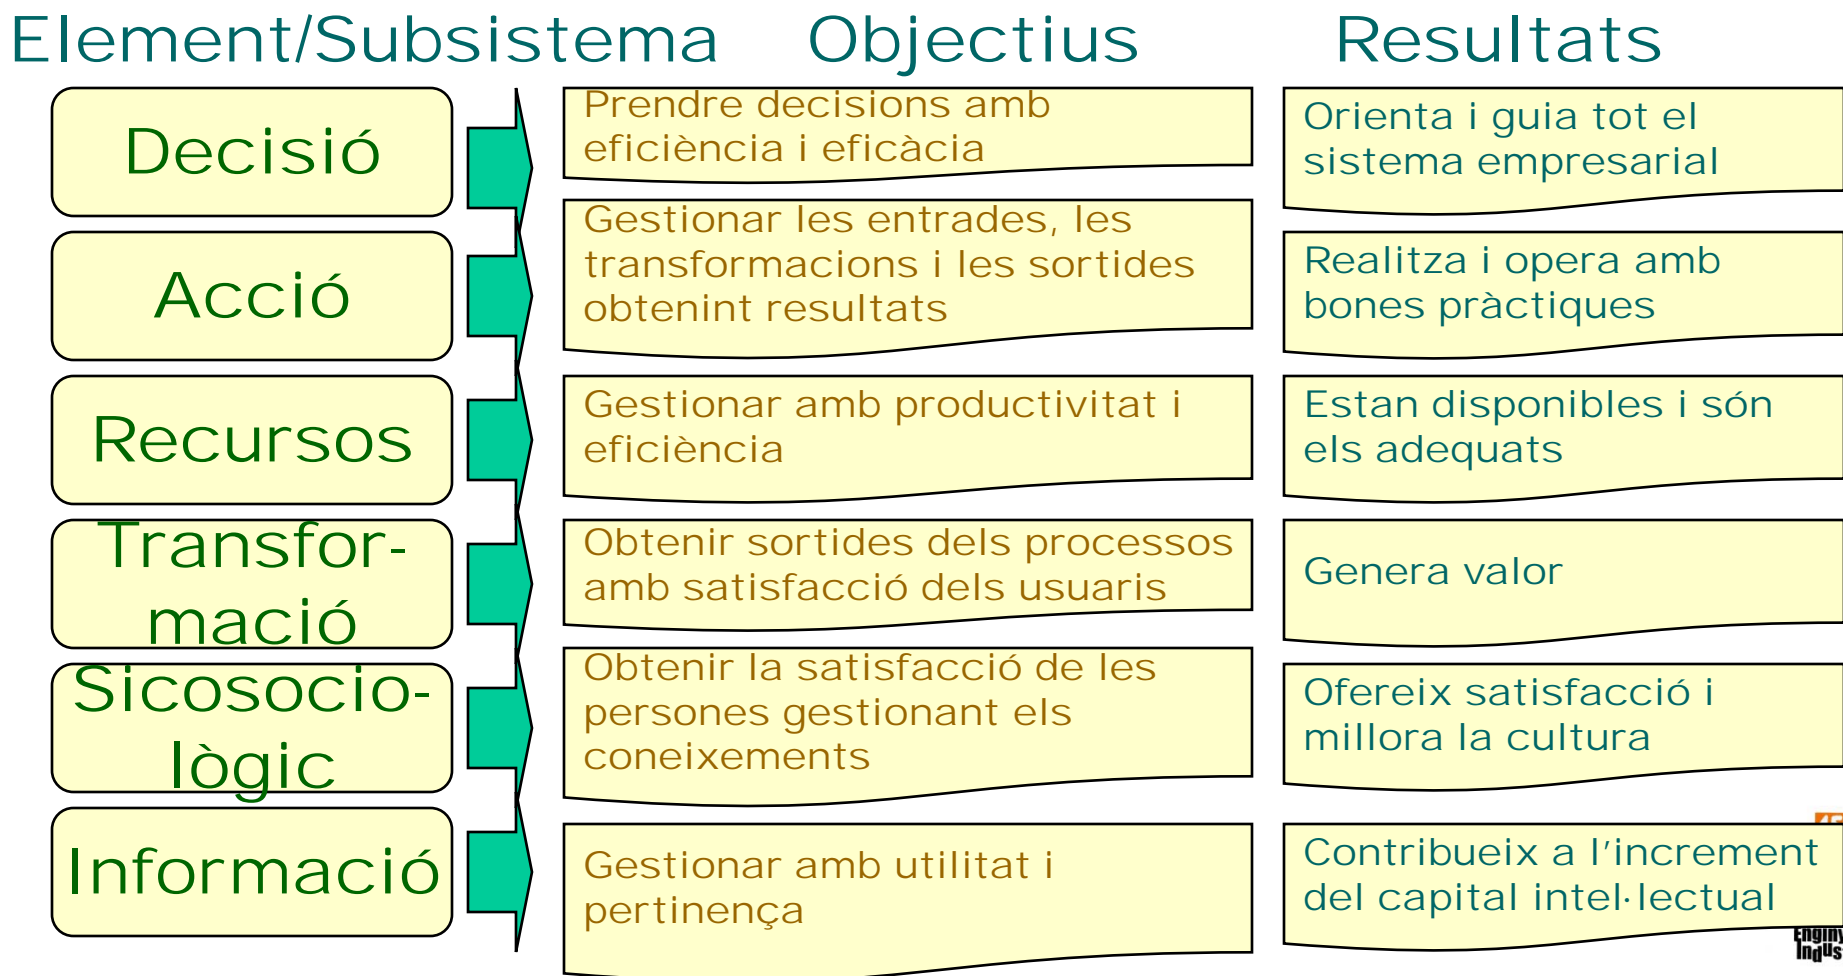 Element/Subsistema Objectius Resultats
Decisió
Prendre decisions amb
eficiència i eficàcia
Orienta i guia tot el
sistema empresarial
Acció
Gestionar les entrades, les
transformacions i les sortides
obtenint resultats
Realitza i opera amb
bones pràctiques
Recursos
Gestionar amb productivitat i
eficiència
Estan disponibles i són
els adequats
Transfor-
mació
Obtenir sortides dels processos
amb satisfacció dels usuaris
Genera valor
Sicosocio-
lògic
Obtenir la satisfacció de les
persones gestionant els
coneixements
Ofereix satisfacció i
millora la cultura
Informació
Gestionar amb utilitat i
pertinença
Contribueix a l'increment
del capital intel·lectual